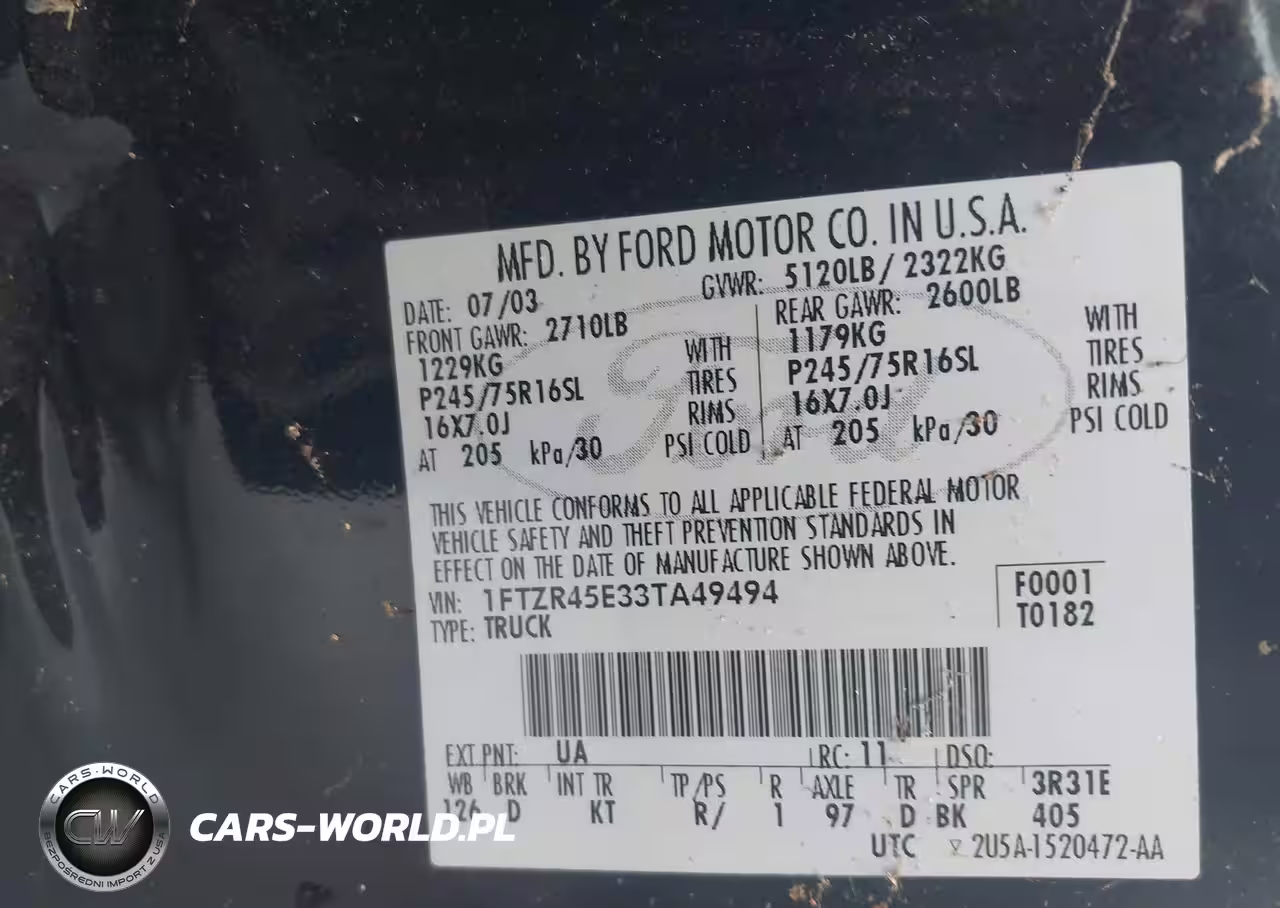 MFD. BY FORD MOTOR CO. IN U.S.A.
DATE: 07/03 GVWR: 5120LB / 2322KG
FRONT GAWR: 2710LB REAR GAWR: 2600LB
1229KG WITH 1179KG WITH
P245/75R16SL TIRES P245/75R16SL TIRES
16X7.0J RIMS 16X7.0J RIMS
AT 205 kPa/30 PSI COLD AT 205 kPa/30 PSI COLD
Ford
THIS VEHICLE CONFORMS TO ALL APPLICABLE FEDERAL MOTOR
VEHICLE SAFETY AND THEFT PREVENTION STANDARDS IN
EFFECT ON THE DATE OF MANUFACTURE SHOWN ABOVE.
VIN: 1FTZR45E33TA49494 F0001
TYPE: TRUCK T0182
EXT PNT: UA RC: 11 DSO:
WB BRK INT TR TP/PS R AXLE TR SPR 3R31E
126 D KT R/ 1 97 D BK 405
UTC 2U5A-1520472-AA
CARS-WORLD
CW
BEZPOŚREDNI IMPORT Z USA
CARS-WORLD.PL